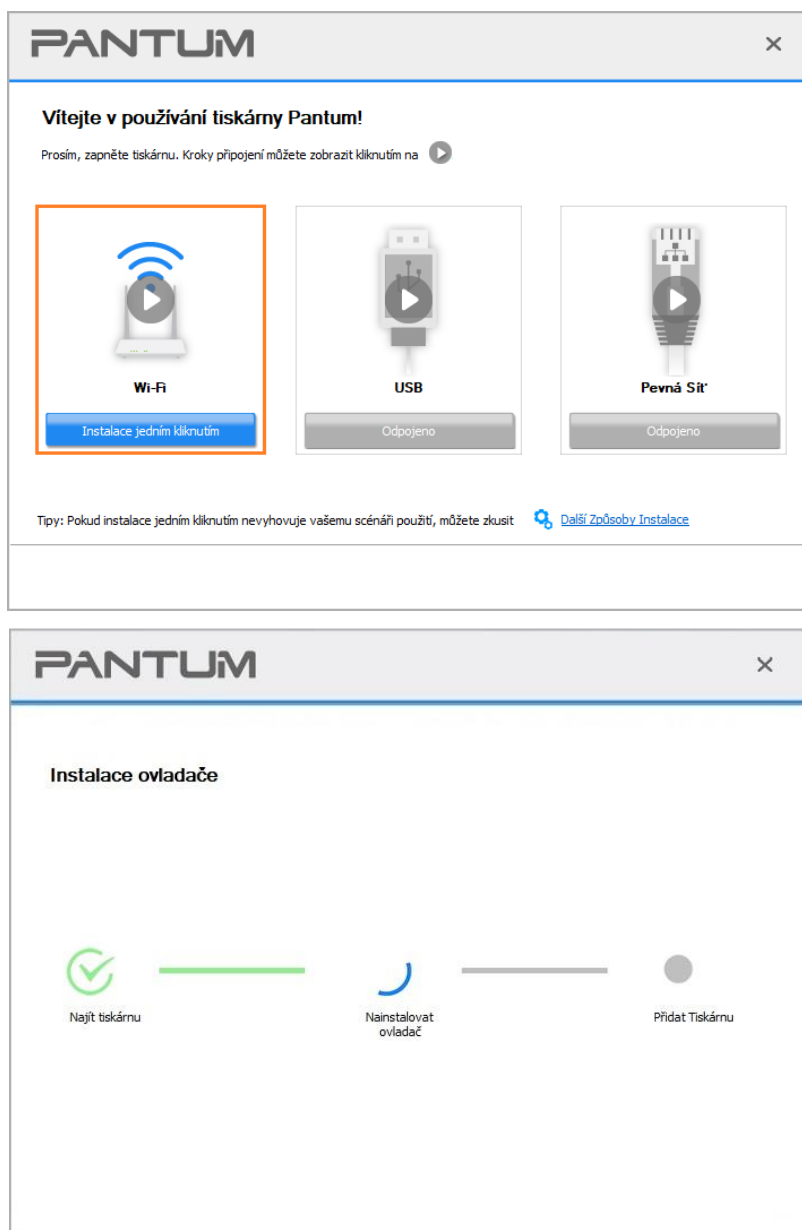 PANTUM
Vítejte v používání tiskárny Pantum!
Prosím, zapněte tiskárnu. Kroky připojení můžete zobrazit kliknutím na
Wi-Fi
USB
Pevná Síť
Instalace jedním kliknutím
Odpojeno
Odpojeno
Tipy: Pokud instalace jedním kliknutím nevyhovuje vašemu scénáři použití, můžete zkusit
Další Způsoby Instalace
PANTUM
Instalace ovladače
Najít tiskárnu
Nainstalovat
ovladač
Přidat Tiskárnu